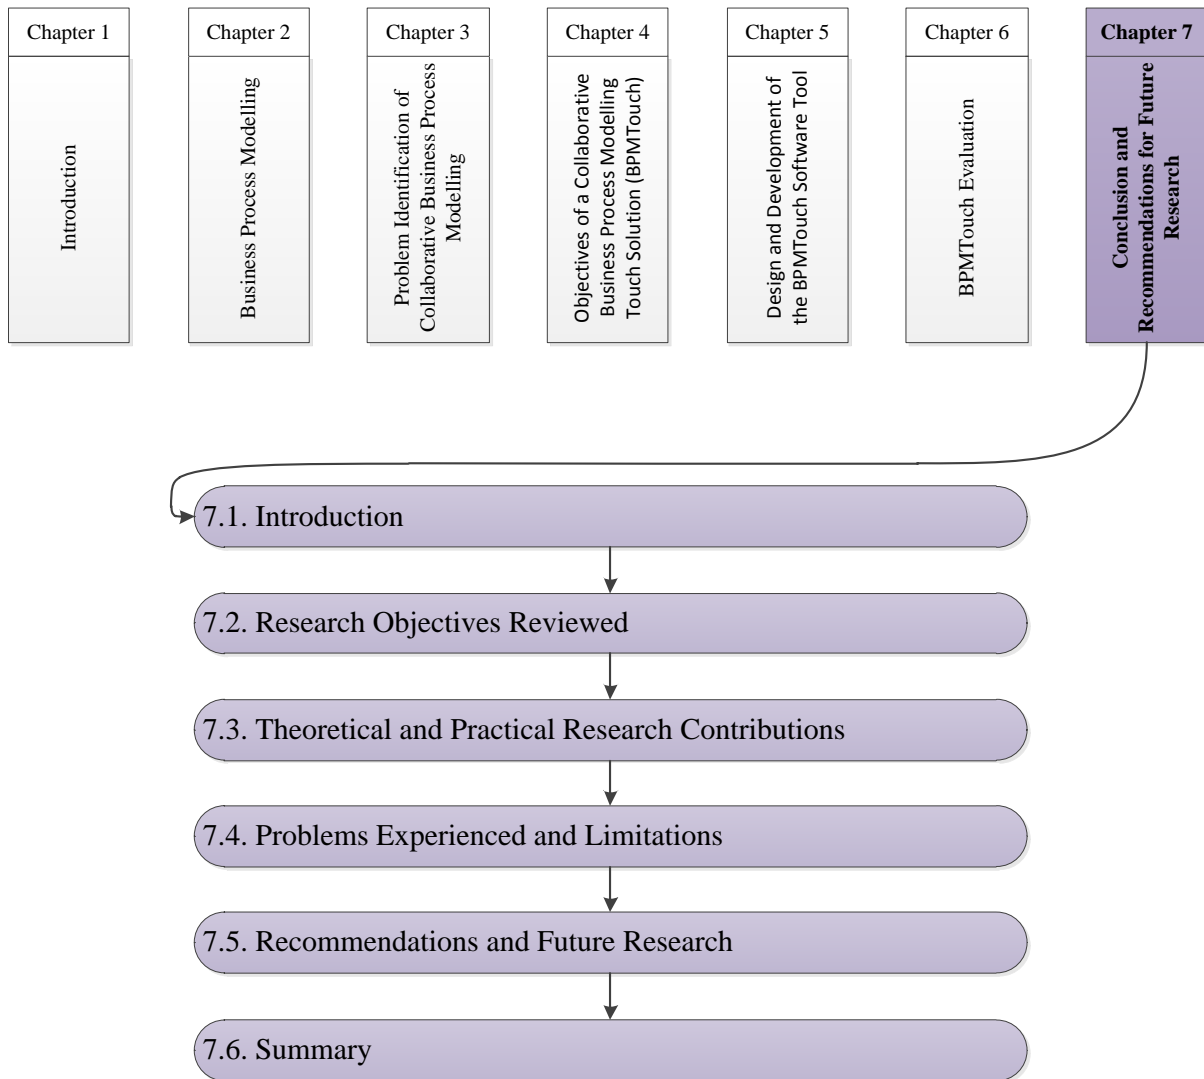 Chapter 1
Introduction
Chapter 2
Business Process Modelling
Chapter 3
Problem Identification of
Collaborative Business Process
Modelling
Chapter 4
Objectives of a Collaborative
Business Process Modelling
Touch Solution (BPMTouch)
Chapter 5
Design and Development of
the BPMTouch Software Tool
Chapter 6
BPMTouch Evaluation
Chapter 7
Conclusion and
Recommendations for Future
Research
7.1. Introduction
7.2. Research Objectives Reviewed
7.3. Theoretical and Practical Research Contributions
7.4. Problems Experienced and Limitations
7.5. Recommendations and Future Research
7.6. Summary